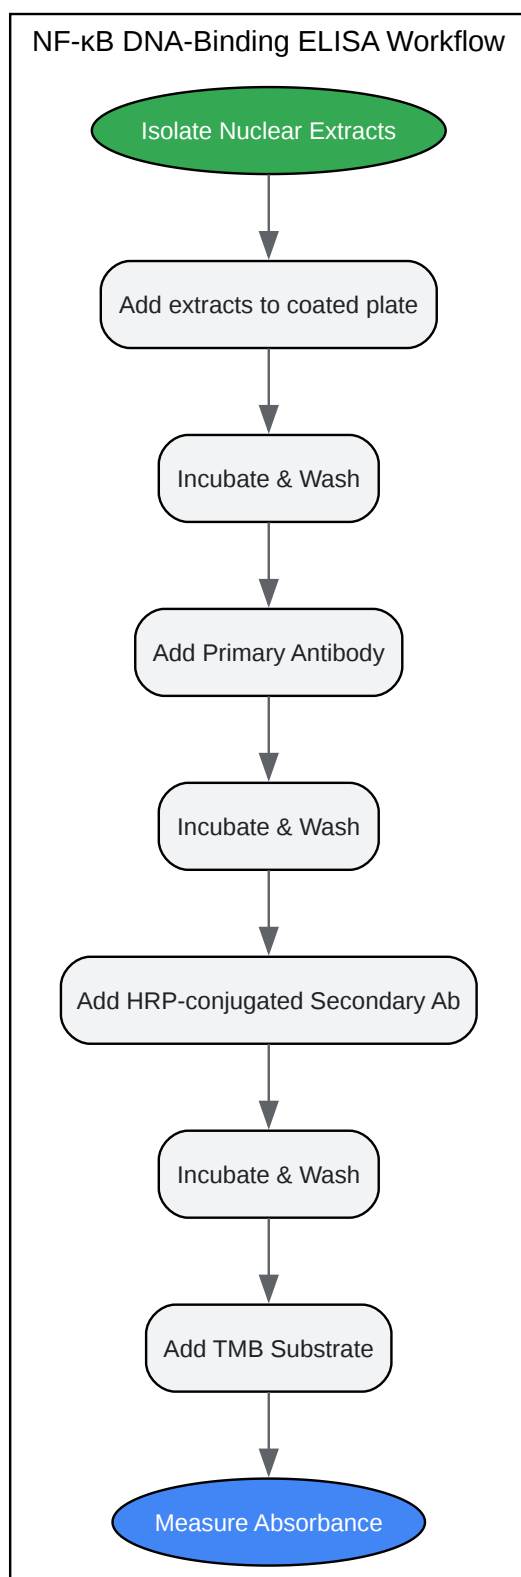 NF-κB DNA-Binding ELISA Workflow
Isolate Nuclear Extracts
Add extracts to coated plate
Incubate & Wash
Add Primary Antibody
Incubate & Wash
Add HRP-conjugated Secondary Ab
Incubate & Wash
Add TMB Substrate
Measure Absorbance